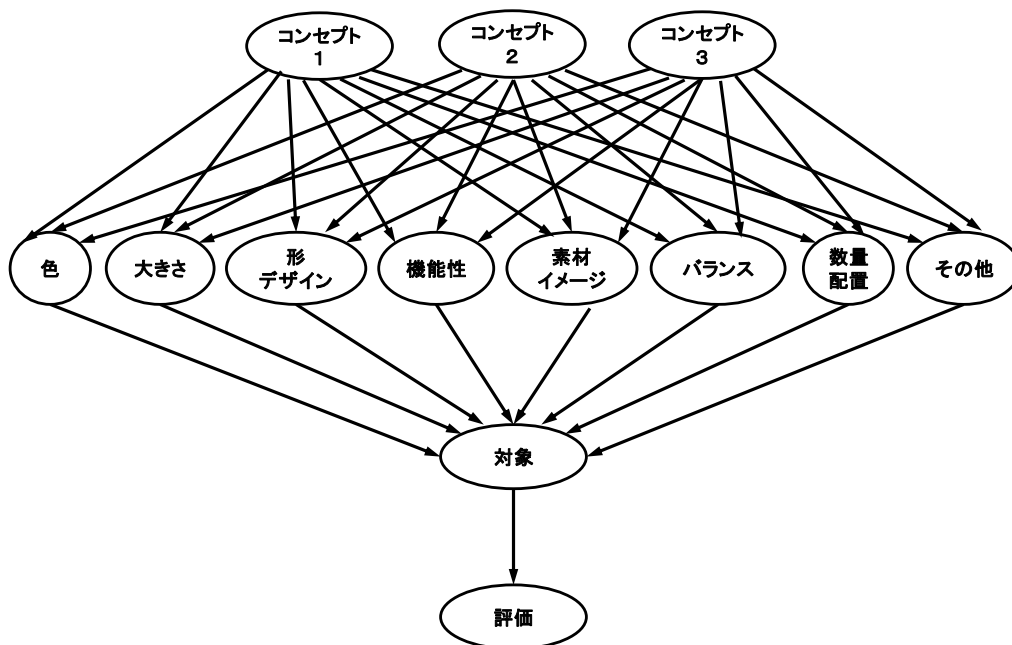 コンセプト
1
コンセプト
2
コンセプト
3
色
大きさ
形
デザイン
機能性
素材
イメージ
バランス
数量
配置
その他
対象
評価